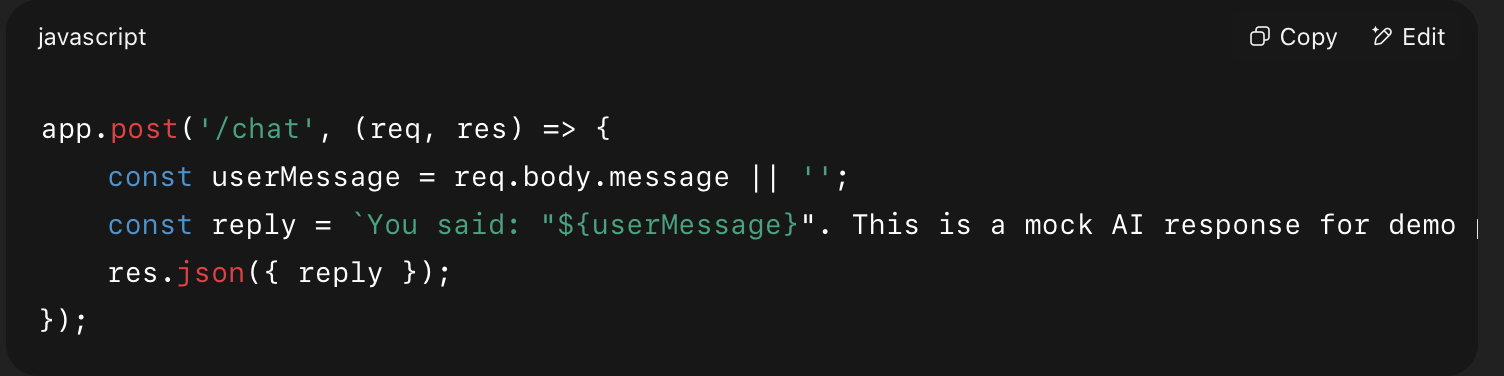 javascript
Copy
Edit
app.post('/chat', (req, res) => {
    const userMessage = req.body.message || '';
    const reply = `You said: "${userMessage}". This is a mock AI response for demo
    res.json({ reply });
});